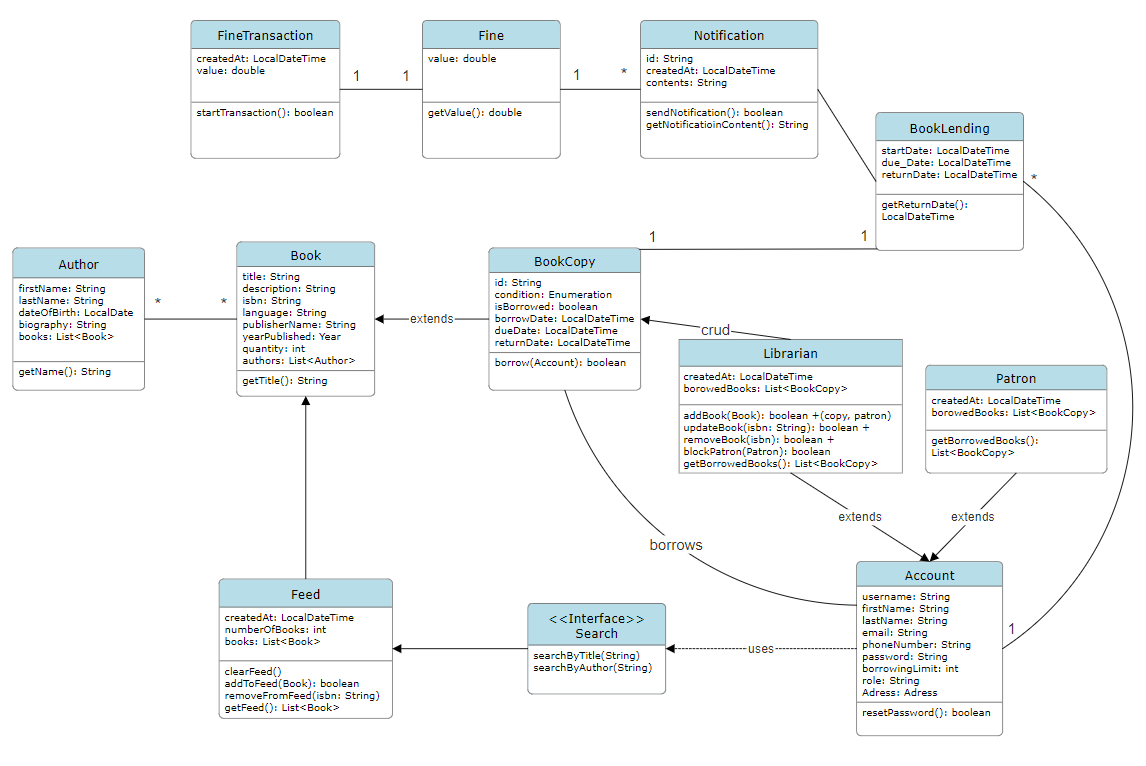 FineTransaction
createdAt: LocalDateTime
value: double
startTransaction(): boolean
1
1
Fine
value: double
getValue(): double
1
*
Notification
id: String
createdAt: LocalDateTime
contents: String
sendNotification(): boolean
getNotificatioinContent(): String
BookLending
startDate: LocalDateTime
due_Date: LocalDateTime
returnDate: LocalDateTime
getReturnDate():
LocalDateTime
*
1
1
Author
firstName: String
lastName: String
dateOfBirth: LocalDate
biography: String
books: List<Book>
getName(): String
*
*
Book
title: String
description: String
isbn: String
language: String
publisherName: String
yearPublished: Year
quantity: int
authors: List<Author>
getTitle(): String
extends
BookCopy
id: String
condition: Enumeration
isBorrowed: boolean
borrowDate: LocalDateTime
dueDate: LocalDateTime
returnDate: LocalDateTime
borrow(Account): boolean
crud
Librarian
createdAt: LocalDateTime
borowedBooks: List<BookCopy>
addBook(Book): boolean +(copy, patron)
updateBook(isbn: String): boolean +
removeBook(isbn): boolean +
blockPatron(Patron): boolean
getBorrowedBooks(): List<BookCopy>
Patron
createdAt: LocalDateTime
borowedBooks: List<BookCopy>
getBorrowedBooks():
List<BookCopy>
extends
extends
borrows
Feed
createdAt: LocalDateTime
numberOfBooks: int
books: List<Book>
clearFeed()
addToFeed(Book): boolean
removeFromFeed(isbn: String)
getFeed(): List<Book>
<<Interface>>
Search
searchByTitle(String)
searchByAuthor(String)
uses
Account
username: String
firstName: String
lastName: String
email: String
phoneNumber: String
password: String
borrowingLimit: int
role: String
Adress: Adress
resetPassword(): boolean
1